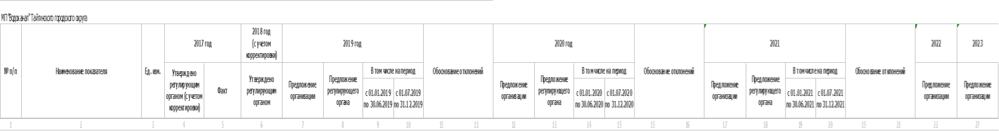 МП "Водоканал" Тайгинского городского округа
№ п/п
Наименование показателя
Ед. изм.
2017 год
Утверждено
регулирующим
органом (с учетом
корректировки)
Факт
2018 год
(с учетом
корректировки)
Утверждено
регулирующим
органом
2019 год
Предложение
организации
Предложение
регулирующего
органа
В том числе на период
с 01.01.2019
по 30.06.2019
с 01.07.2019
по 31.12.2019
Обоснование отклонений
2020 год
Предложение
организации
Предложение
регулирующего
органа
В том числе на период
с 01.01.2020
по 30.06.2020
с 01.07.2020
по 31.12.2020
Обоснование отклонений
2021
Предложение
организации
Предложение
регулирующего
органа
В том числе на период
с 01.01.2021
по 30.06.2021
с 01.07.2021
по 31.12.2021
Обоснование отклонений
2022
Предложение
организации
2023
Предложение
организации
1 2 3 4 5 6 7 8 9 10 15 11 12 13 14 15 15 16 17 18 19 20 15 21 22 27